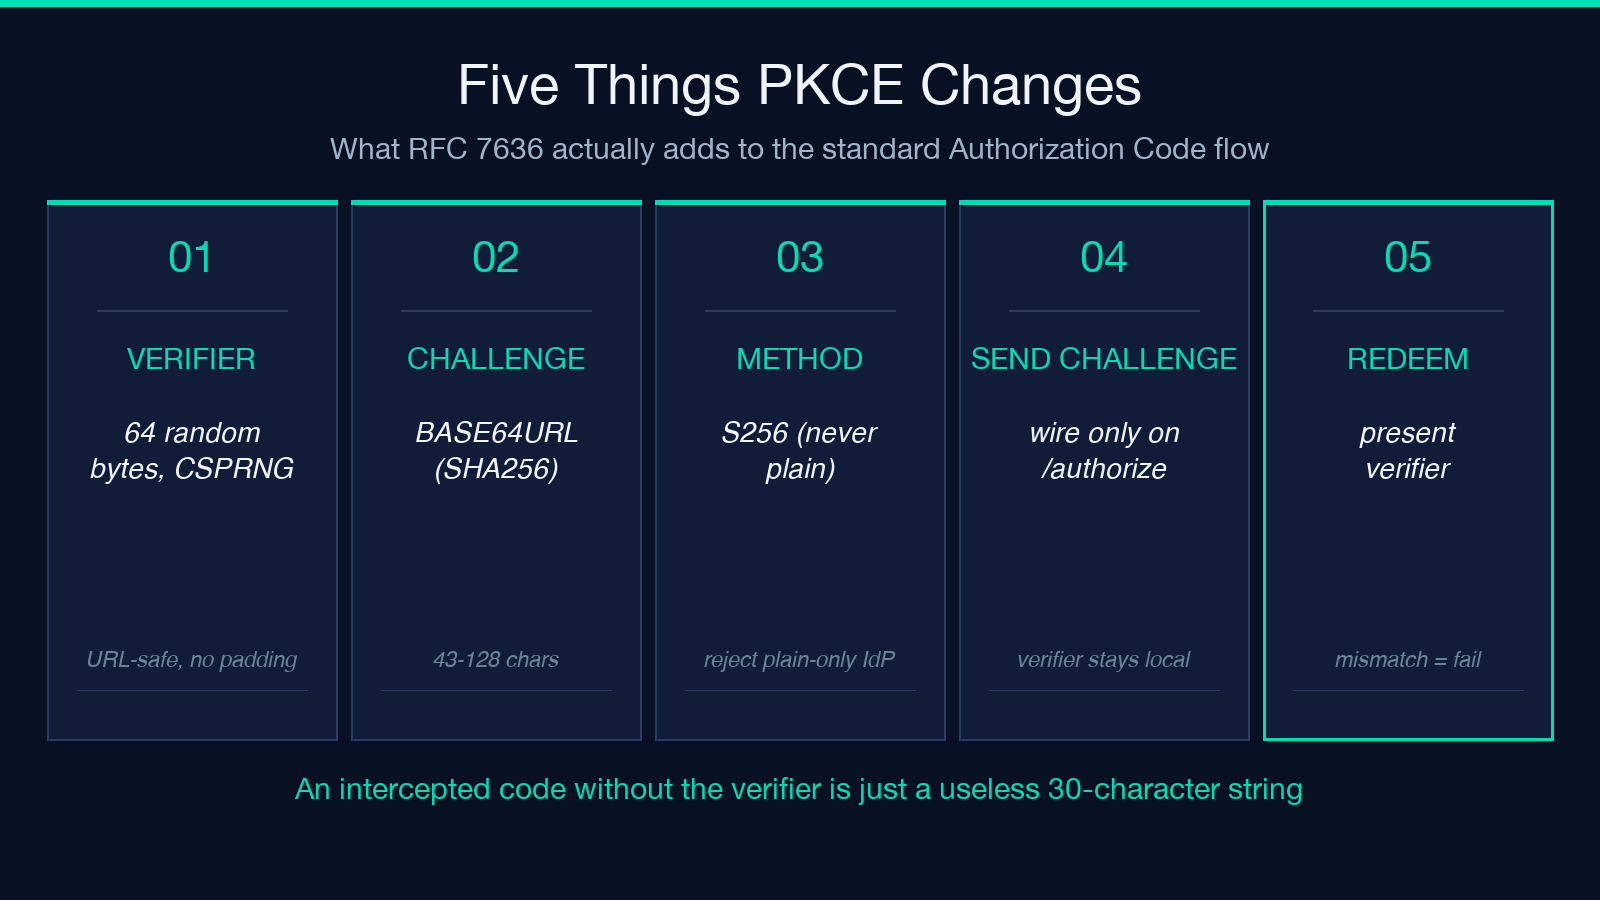 Five Things PKCE Changes
What RFC 7636 actually adds to the standard Authorization Code flow
01
VERIFIER
64 random
bytes, CSPRNG
URL-safe, no padding
02
CHALLENGE
BASE64URL
(SHA256)
43-128 chars
03
METHOD
S256 (never
plain)
reject plain-only IdP
04
SEND CHALLENGE
wire only on
/authorize
verifier stays local
05
REDEEM
present
verifier
mismatch = fail
An intercepted code without the verifier is just a useless 30-character string